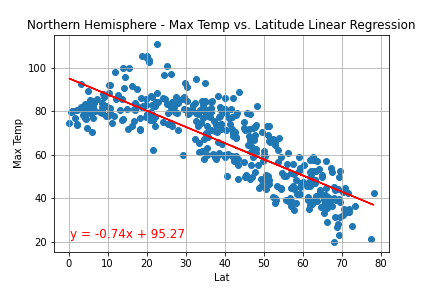 Northern Hemisphere - Max Temp vs. Latitude Linear Regression
100
80
60
40
20
Max Temp
y = -0.74x + 95.27
0 10 20 30 40 50 60 70 80
Lat